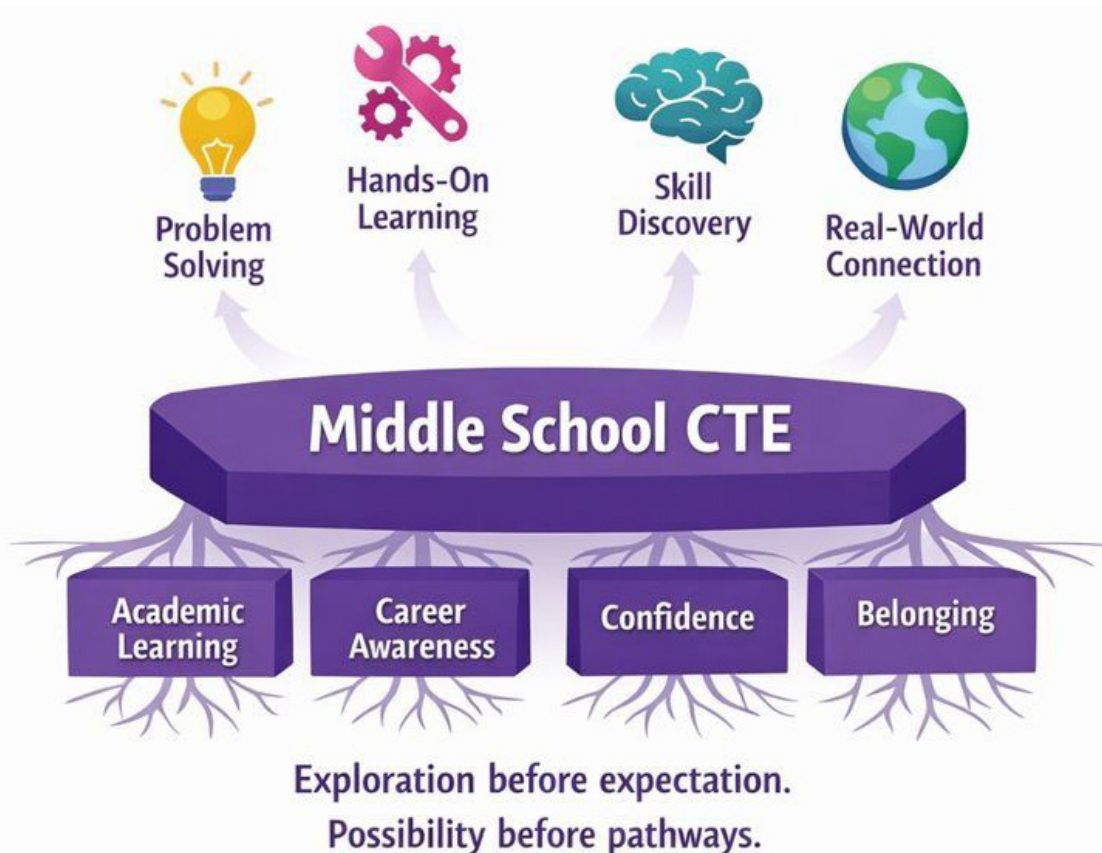 Problem
Solving
Hands-On
Learning
Skill
Discovery
Real-World
Connection
Middle School CTE
Academic
Learning
Career
Awareness
Confidence
Belonging
Exploration before expectation.
Possibility before pathways.